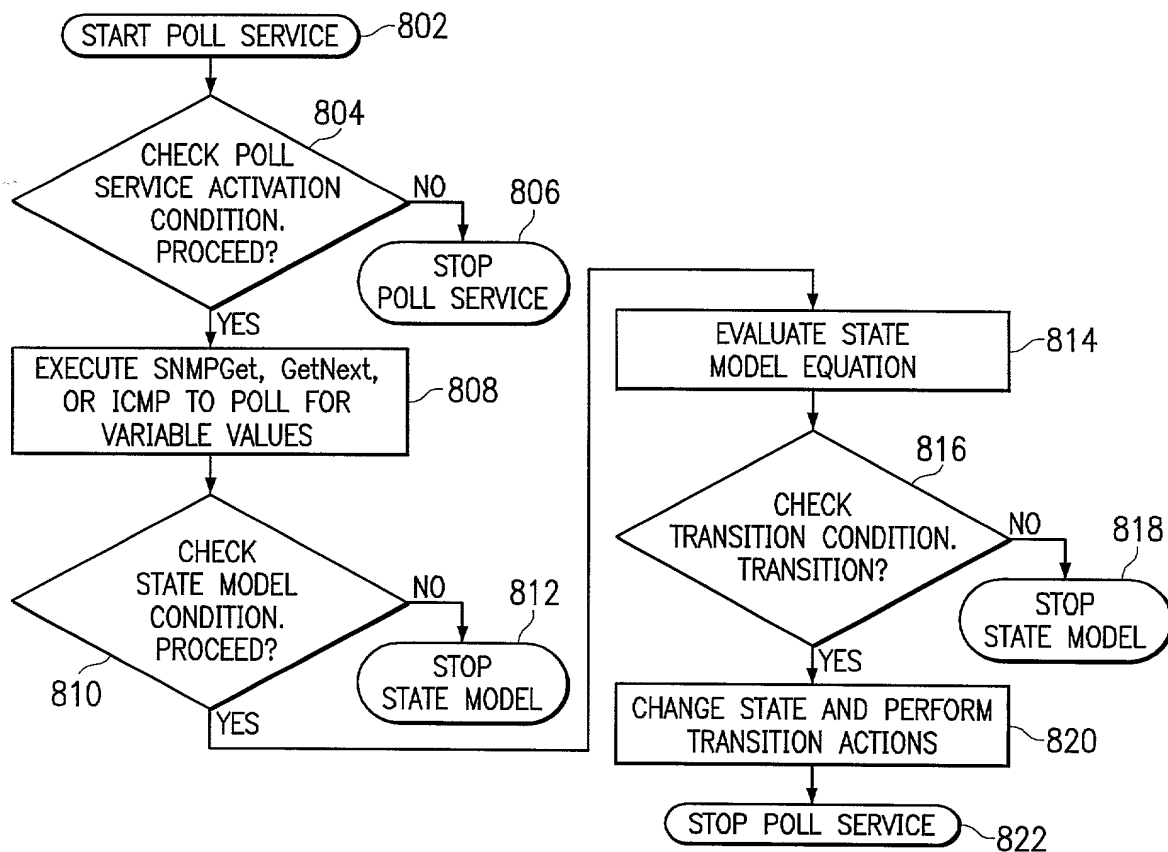 START POLL SERVICE
802
804
CHECK POLL
SERVICE ACTIVATION
CONDITION.
PROCEED?
NO
806
STOP
POLL SERVICE
YES
EXECUTE SNMPGet, GetNext,
OR ICMP TO POLL FOR
VARIABLE VALUES
808
CHECK
STATE MODEL
CONDITION.
PROCEED?
810
NO
812
STOP
STATE MODEL
YES
EVALUATE STATE
MODEL EQUATION
814
816
CHECK
TRANSITION CONDITION.
TRANSITION?
NO
818
STOP
STATE MODEL
YES
CHANGE STATE AND PERFORM
TRANSITION ACTIONS
820
STOP POLL SERVICE
822